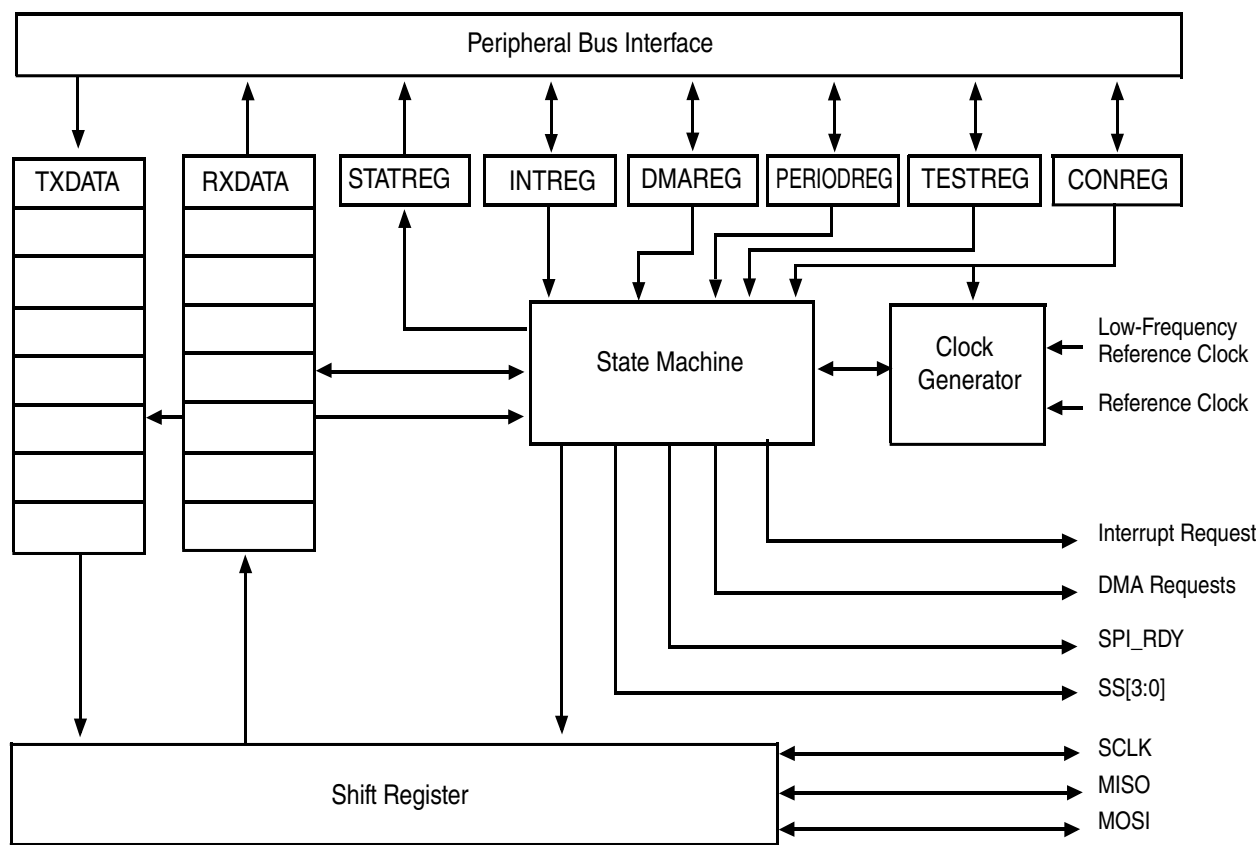 Peripheral Bus Interface
TXDATA
RXDATA
STATREG
INTREG
DMAREG
PERIODREG
TESTREG
CONREG
State Machine
Clock
Generator
Low-Frequency
Reference Clock
Reference Clock
Interrupt Request
DMA Requests
SPI_RDY
SS[3:0]
SCLK
MISO
MOSI
Shift Register